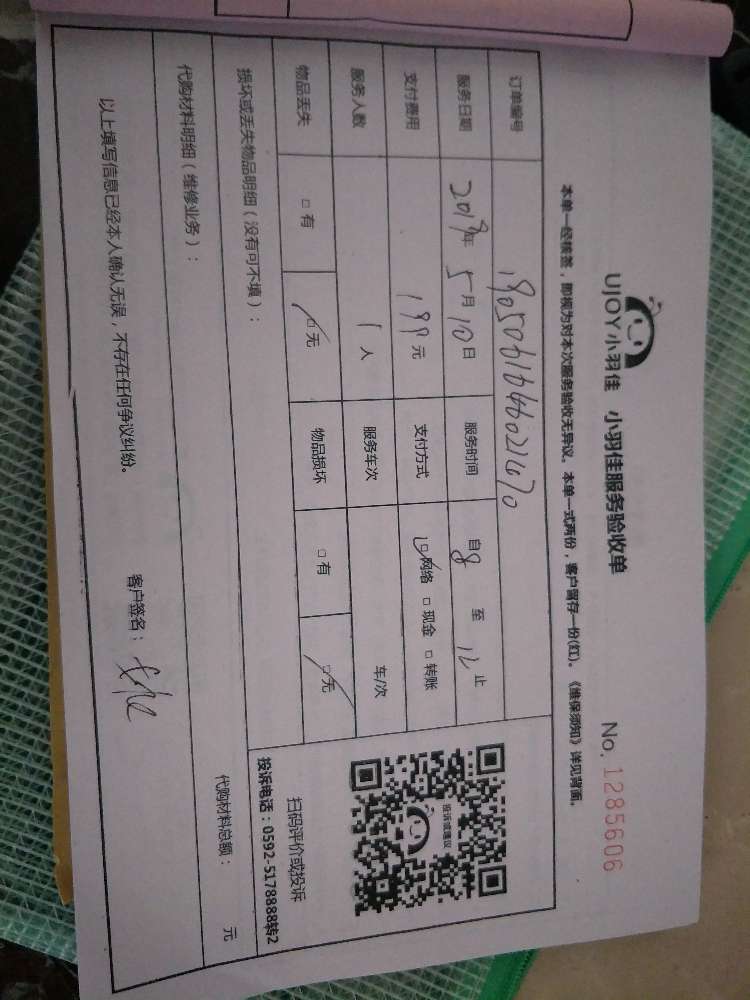 UJOY小羽佳 小羽佳服务验收单 No. 1285606
本单一经核签，即视为对本次服务验收无异议。本单一式两份，客户留存一份(红)。《维保须知》详见背面。
订单编号
服务日期 2019年5月10日 服务时间 自8 至12止
支付费用 199元 支付方式 网络 □现金 □转账
服务人数 1人 服务车次 车/次
物品丢失 □有 □无 物品损坏 □有 □无
损坏或丢失物品明细（没有可不填）：
投诉或建议
扫码评价或投诉
投诉电话：0592-5178888转2
代购材料明细（维修业务）：
代购材料总额： 元
以上填写信息已经本人确认无误，不存在任何争议纠纷。
客户签名：